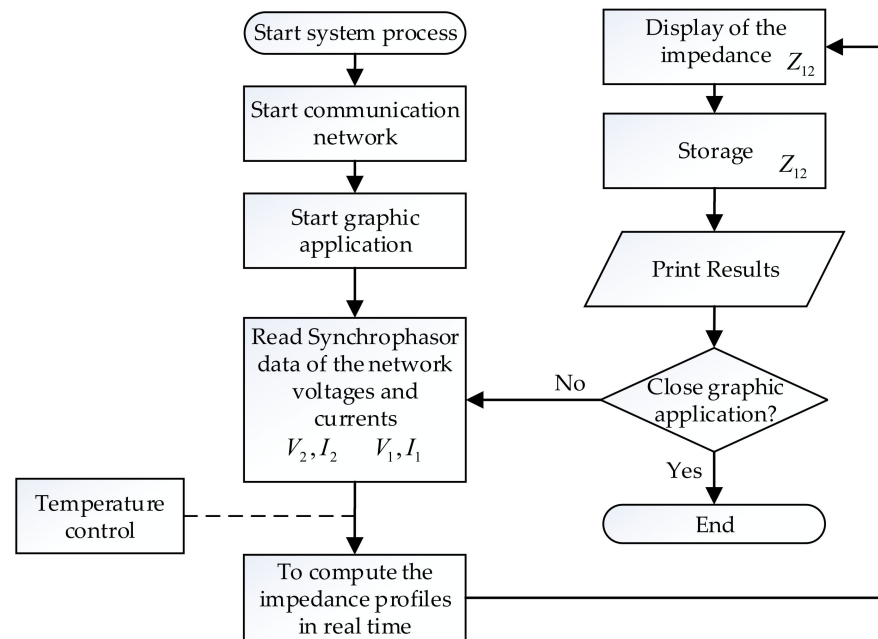 Start system process
Start communication
network
Start graphic
application
Read Synchrophasor
data of the network
voltages and
currents
V₂, I₂ V₁, I₁
Temperature
control
To compute the
impedance profiles
in real time
Display of the
impedance
Z₁₂
Storage
Z₁₂
Print Results
Close graphic
application?
No
Yes
End